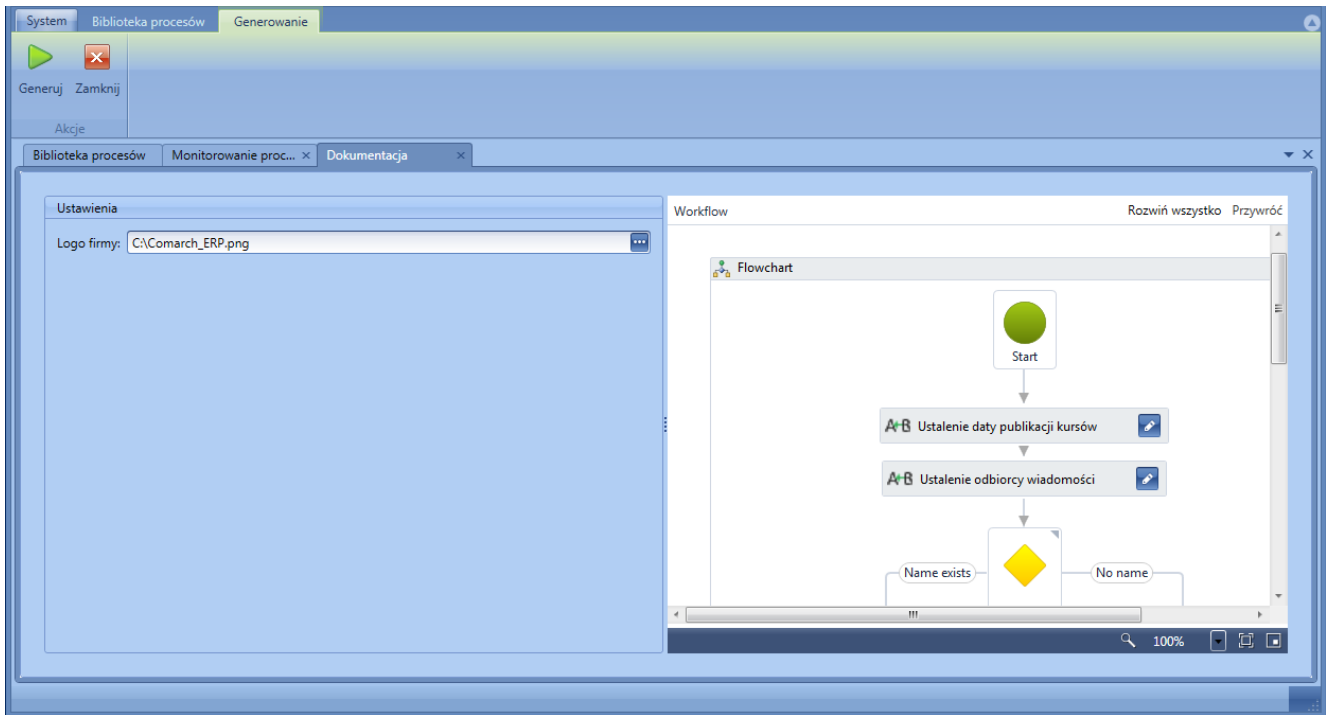 System Biblioteka procesów Generowanie
Generuj Zamknij
Akcje
Biblioteka procesów Monitorowanie proc... Dokumentacja
Ustawienia
Logo firmy: C:\Comarch_ERP.png
Workflow Rozwiń wszystko Przywróć
Flowchart
Start
A+B Ustalenie daty publikacji kursów
A+B Ustalenie odbiorcy wiadomości
Name exists No name
100%